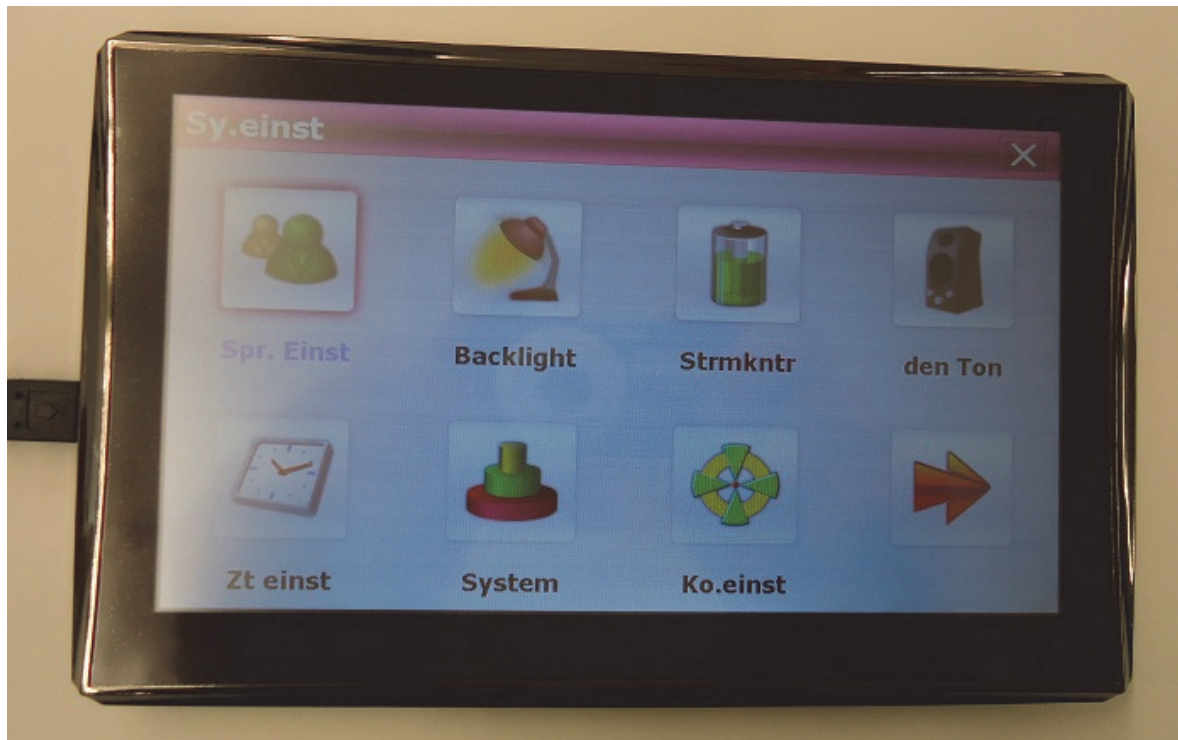 Sy.einst
Spr. Einst
Backlight
Strmkntr
den Ton
Zt einst
System
Ko.einst